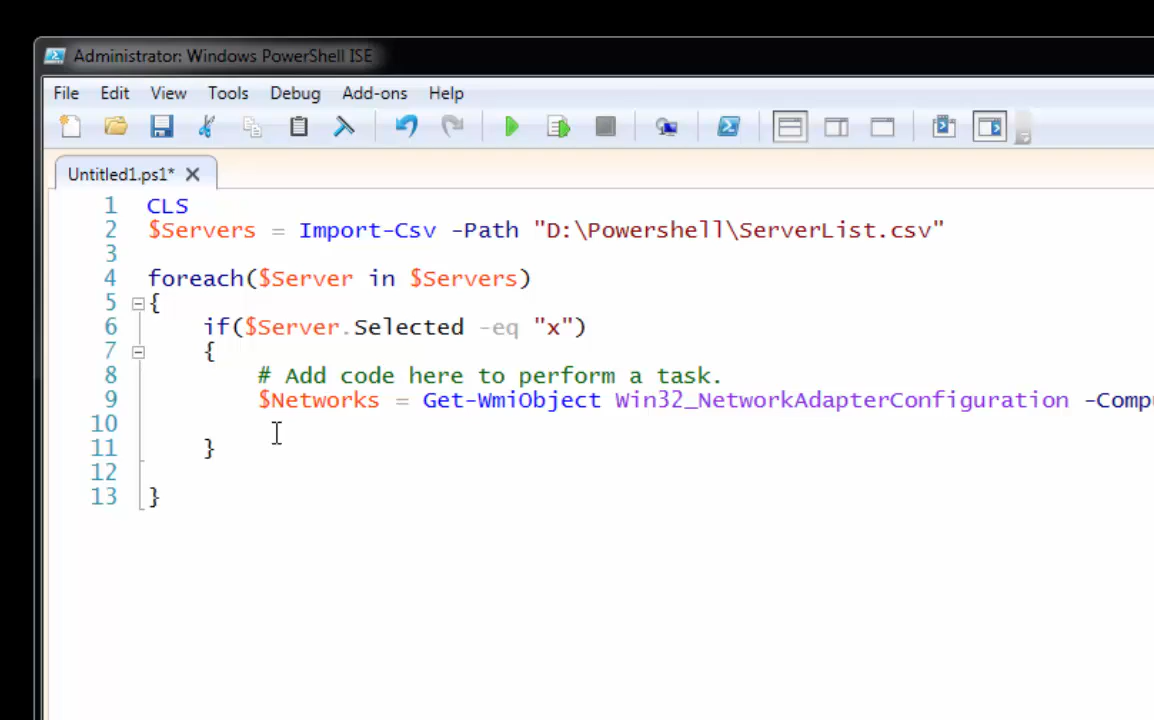 Administrator: Windows PowerShell ISE
File Edit View Tools Debug Add-ons Help
Untitled1.ps1*
1 CLS
2 $Servers = Import-Csv -Path "D:\Powershell\ServerList.csv"
3
4 foreach($Server in $Servers)
5 {
6 if($Server.Selected -eq "x")
7 {
8 # Add code here to perform a task.
9 $Networks = Get-WmiObject Win32_NetworkAdapterConfiguration -Comp
10
11 }
12
13 }